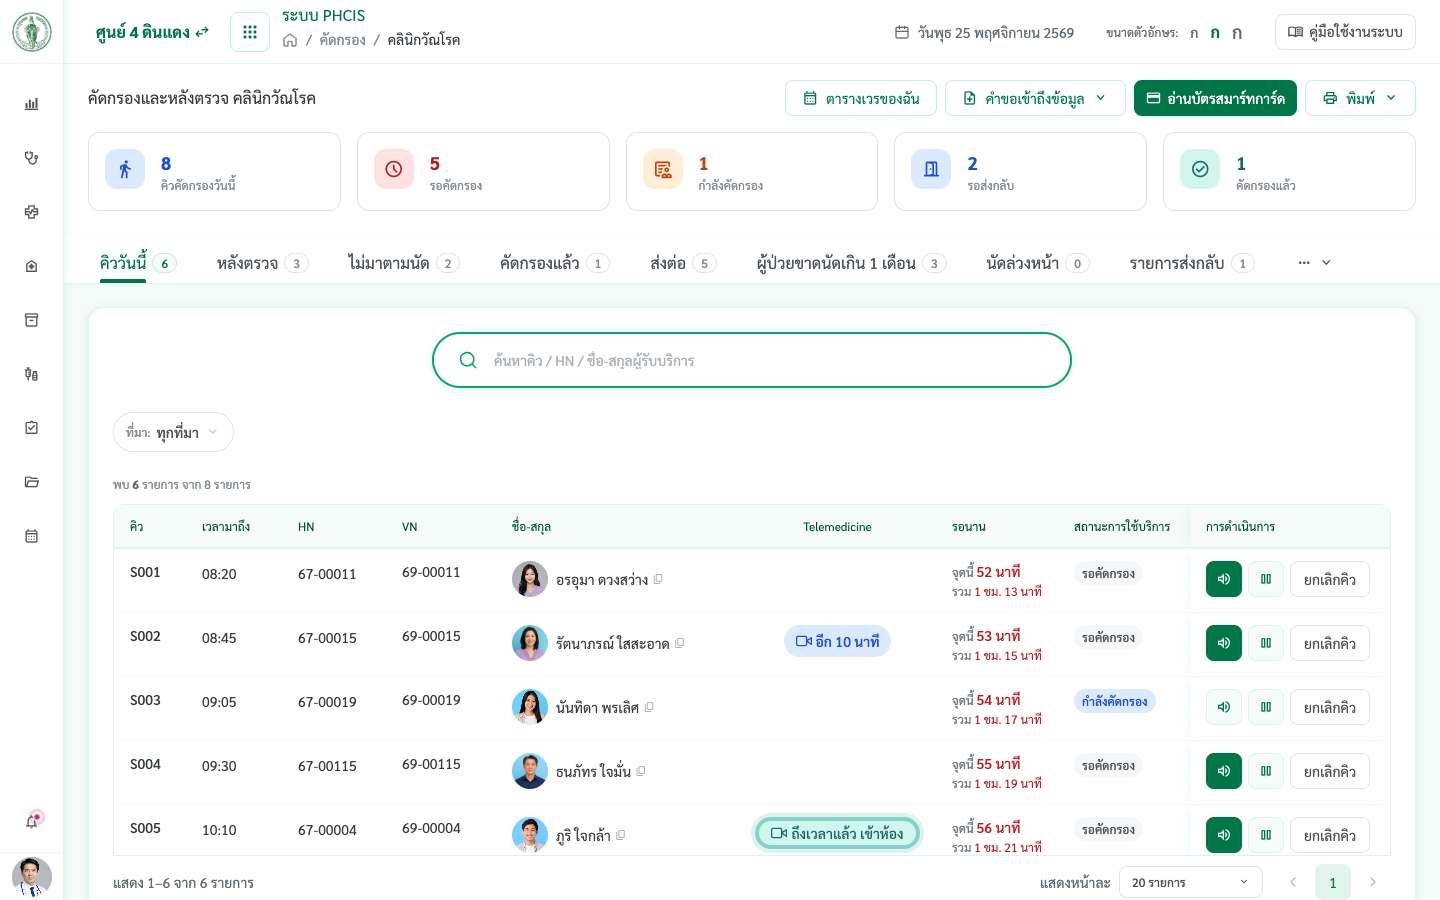 ศูนย์ 4 ดินแดง
ระบบ PHCIS
/ คัดกรอง / คลินิกวัณโรค
วันพุธ 25 พฤศจิกายน 2569
ขนาดตัวอักษร: ก ก ก
คู่มือใช้งานระบบ
คัดกรองและหลังตรวจ คลินิกวัณโรค
ตารางเวรของฉัน
คำขอเข้าถึงข้อมูล
อ่านบัตรสมาร์ทการ์ด
พิมพ์
8
คิวคัดกรองวันนี้
5
รอคัดกรอง
1
กำลังคัดกรอง
2
รอส่งกลับ
1
คัดกรองแล้ว
คิววันนี้ 6
หลังตรวจ 3
ไม่มาตามนัด 2
คัดกรองแล้ว 1
ส่งต่อ 5
ผู้ป่วยขาดนัดเกิน 1 เดือน 3
นัดล่วงหน้า 0
รายการส่งกลับ 1
···
ค้นหาคิว / HN / ชื่อ-สกุลผู้รับบริการ
ที่มา: ทุกที่มา
พบ 6 รายการ จาก 8 รายการ
คิว เวลามาถึง HN VN ชื่อ-สกุล Telemedicine รอนาน สถานะการใช้บริการ การดำเนินการ
S001 08:20 67-00011 69-00011 อรอุมา ดวงสว่าง จุดนี้ 52 นาที รอคัดกรอง ยกเลิกคิว
รวม 1 ชม. 13 นาที
S002 08:45 67-00015 69-00015 รัตนาภรณ์ ใสสะอาด อีก 10 นาที จุดนี้ 53 นาที รอคัดกรอง ยกเลิกคิว
รวม 1 ชม. 15 นาที
S003 09:05 67-00019 69-00019 นันทิดา พรเลิศ จุดนี้ 54 นาที กำลังคัดกรอง ยกเลิกคิว
รวม 1 ชม. 17 นาที
S004 09:30 67-00115 69-00115 ธนภัทร ใจมั่น จุดนี้ 55 นาที รอคัดกรอง ยกเลิกคิว
รวม 1 ชม. 19 นาที
S005 10:10 67-00004 69-00004 ภูริ ใจกล้า ถึงเวลาแล้ว เข้าห้อง จุดนี้ 56 นาที รอคัดกรอง ยกเลิกคิว
รวม 1 ชม. 21 นาที
แสดง 1–6 จาก 6 รายการ
แสดงหน้าละ 20 รายการ 1